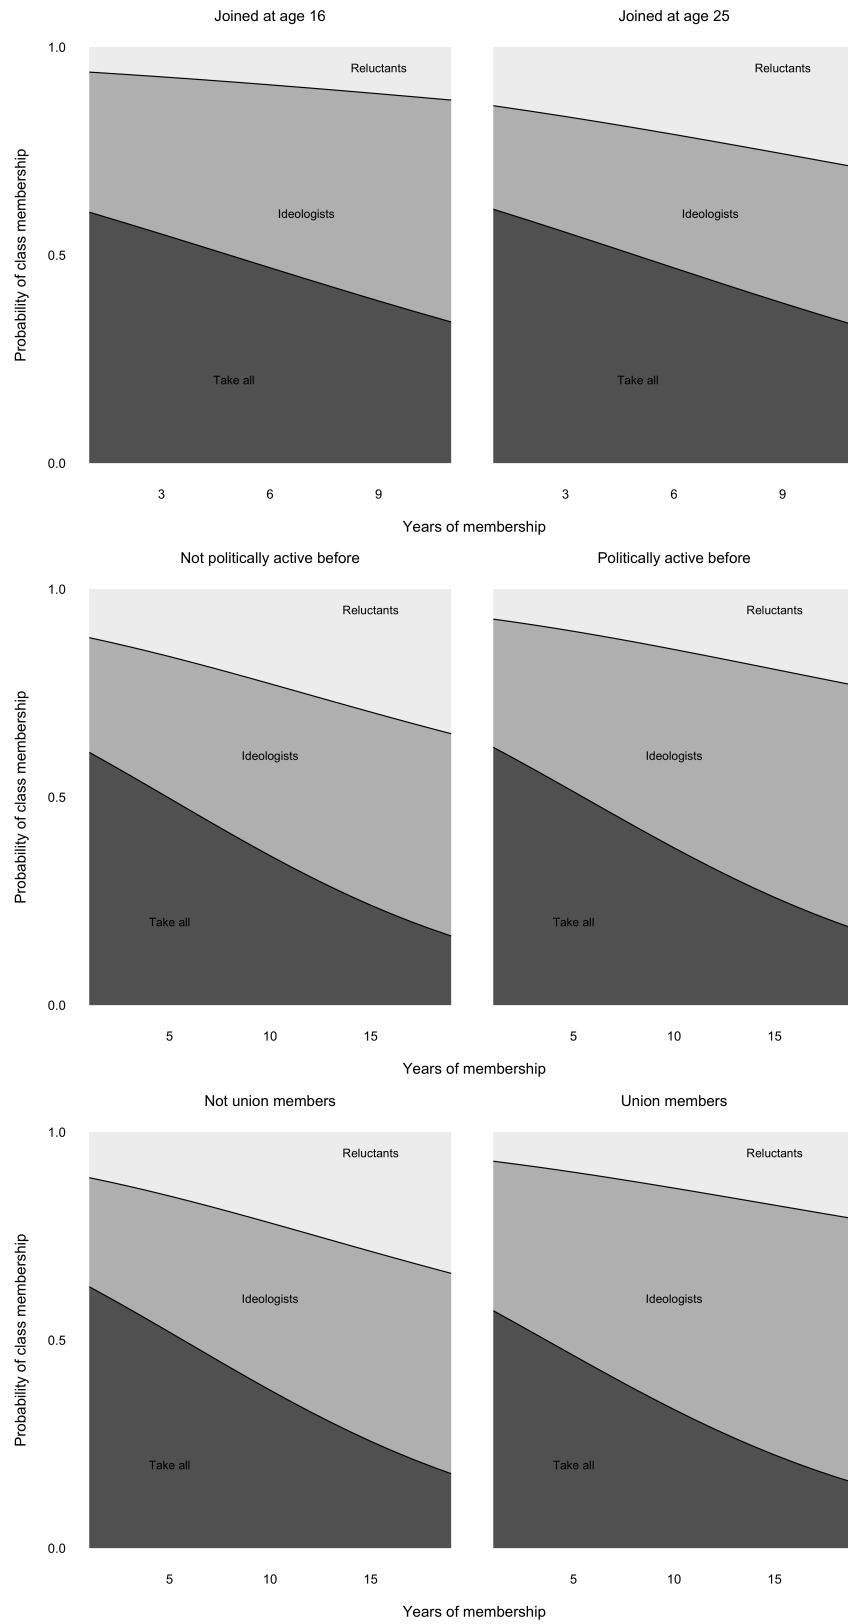 Joined at age 16
Joined at age 25
1.0
Reluctants
Reluctants
Probability of class membership
Ideologists
Ideologists
0.5
Take all
Take all
0.0
3 6 9
3 6 9
Years of membership
Not politically active before
Politically active before
1.0
Reluctants
Reluctants
Probability of class membership
Ideologists
Ideologists
0.5
Take all
Take all
0.0
5 10 15
5 10 15
Years of membership
Not union members
Union members
1.0
Reluctants
Reluctants
Probability of class membership
Ideologists
Ideologists
0.5
Take all
Take all
0.0
5 10 15
5 10 15
Years of membership